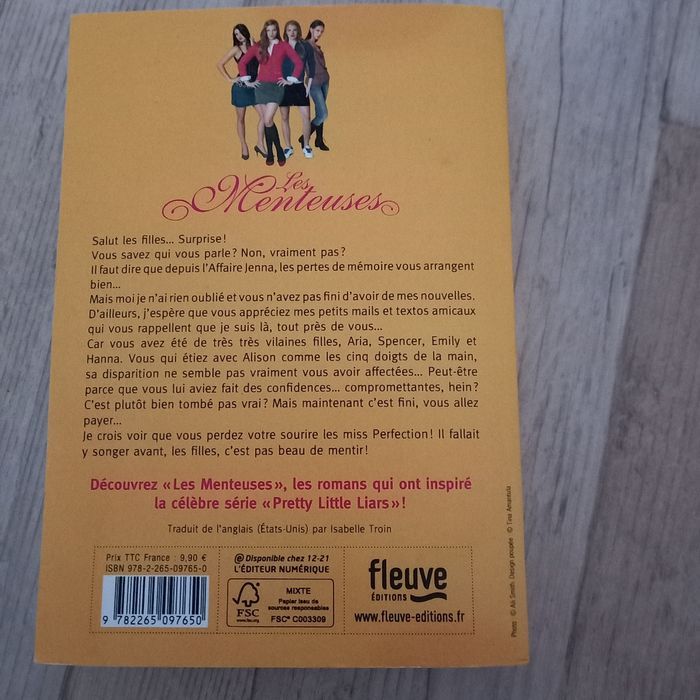 Les
Menteuses
Salut les filles... Surprise !
Vous savez qui vous parle ? Non, vraiment pas ?
Il faut dire que depuis l'Affaire Jenna, les pertes de mémoire vous arrangent
bien...
Mais moi je n'ai rien oublié et vous n'avez pas fini d'avoir de mes nouvelles.
D'ailleurs, j'espère que vous appréciez mes petits mails et textos amicaux
qui vous rappellent que je suis là, tout près de vous...
Car vous avez été de très très vilaines filles, Aria, Spencer, Emily et
Hanna. Vous qui étiez avec Alison comme les cinq doigts de la main,
sa disparition ne semble pas vraiment vous avoir affectées... Peut-être
parce que vous lui aviez fait des confidences... compromettantes, hein ?
C'est plutôt bien tombé pas vrai ? Mais maintenant c'est fini, vous allez
payer...
Je crois voir que vous perdez votre sourire les miss Perfection ! Il fallait
y songer avant, les filles, c'est pas beau de mentir !
Découvrez « Les Menteuses », les romans qui ont inspiré
la célèbre série « Pretty Little Liars » !
Traduit de l'anglais (États-Unis) par Isabelle Troin
Prix TTC France : 9,90 €
ISBN 978-2-265-09765-0
9 782265 097650
@ Disponible chez 12-21
L'ÉDITEUR NUMÉRIQUE
FSC
www.fsc.org
MIXTE
Papier issu de
sources responsables
FSC® C003309
fleuve
ÉDITIONS
www.fleuve-editions.fr
Photo : © Ali Smith. Design poupée : © Tina Amantula